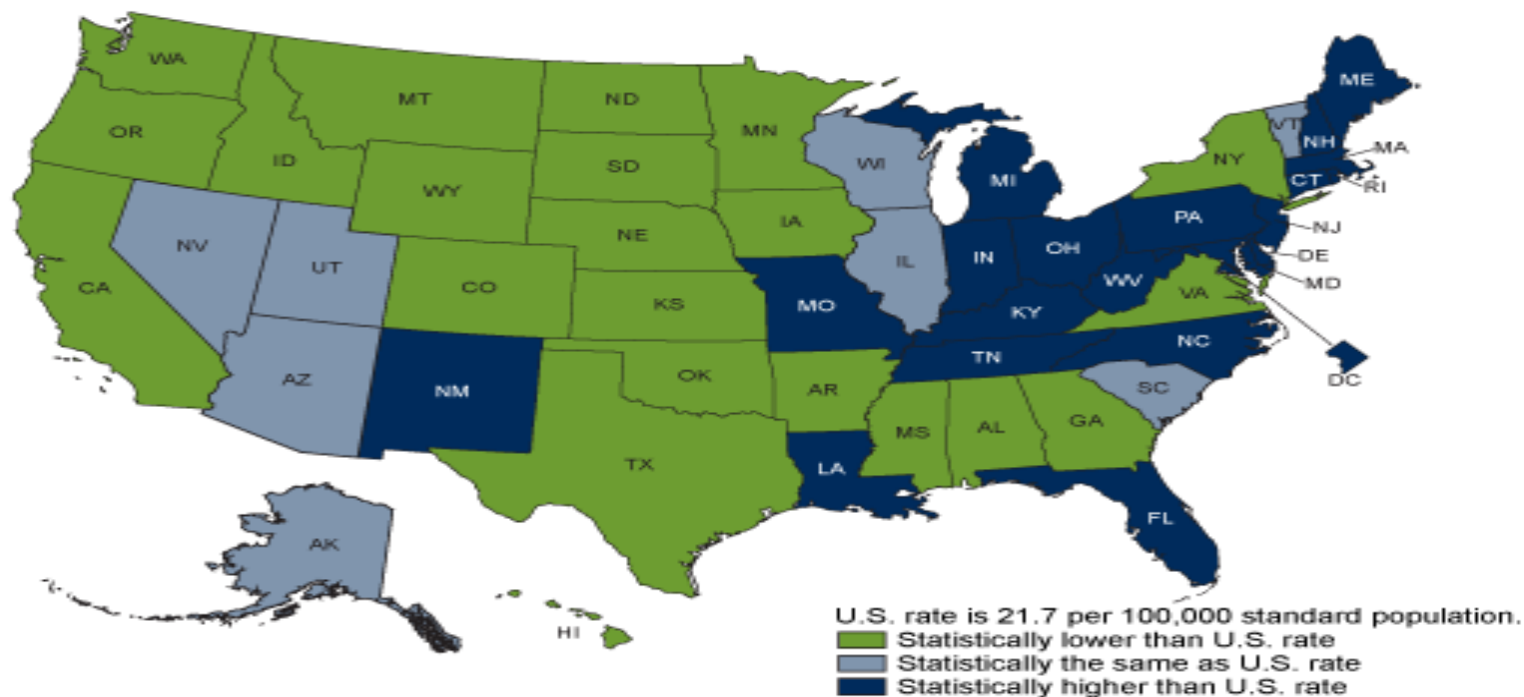 WA
MT
ND
MN
OR
ID
SD
WY
WI
MI
ME
VT
NH
MA
NY
CT
RI
IA
NE
PA
NJ
NV
UT
CO
IL
IN
OH
DE
MD
CA
KS
MO
WV
VA
KY
AZ
NM
OK
AR
TN
NC
DC
SC
MS
AL
GA
TX
LA
FL
AK
HI
U.S. rate is 21.7 per 100,000 standard population.
Statistically lower than U.S. rate
Statistically the same as U.S. rate
Statistically higher than U.S. rate